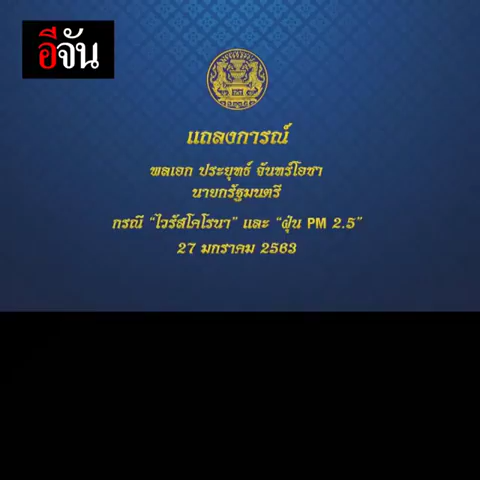 อีจัน
แถลงการณ์
พลเอก ประยุทธ์ จันทร์โอชา
นายกรัฐมนตรี
กรณี “ไวรัสโคโรนา” และ “ฝุ่น PM 2.5”
27 มกราคม 2563